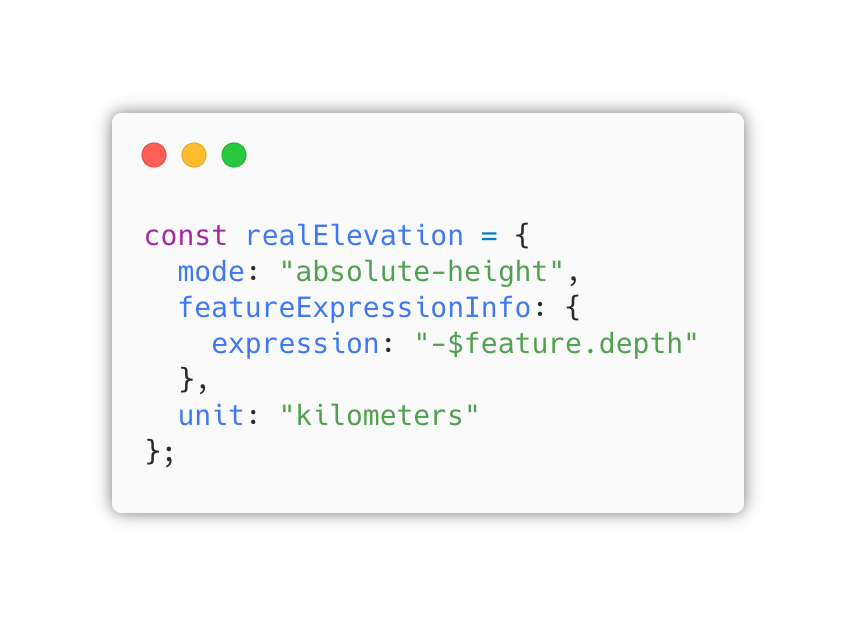 const realElevation = {
  mode: "absolute-height",
  featureExpressionInfo: {
    expression: "-$feature.depth"
  },
  unit: "kilometers"
};